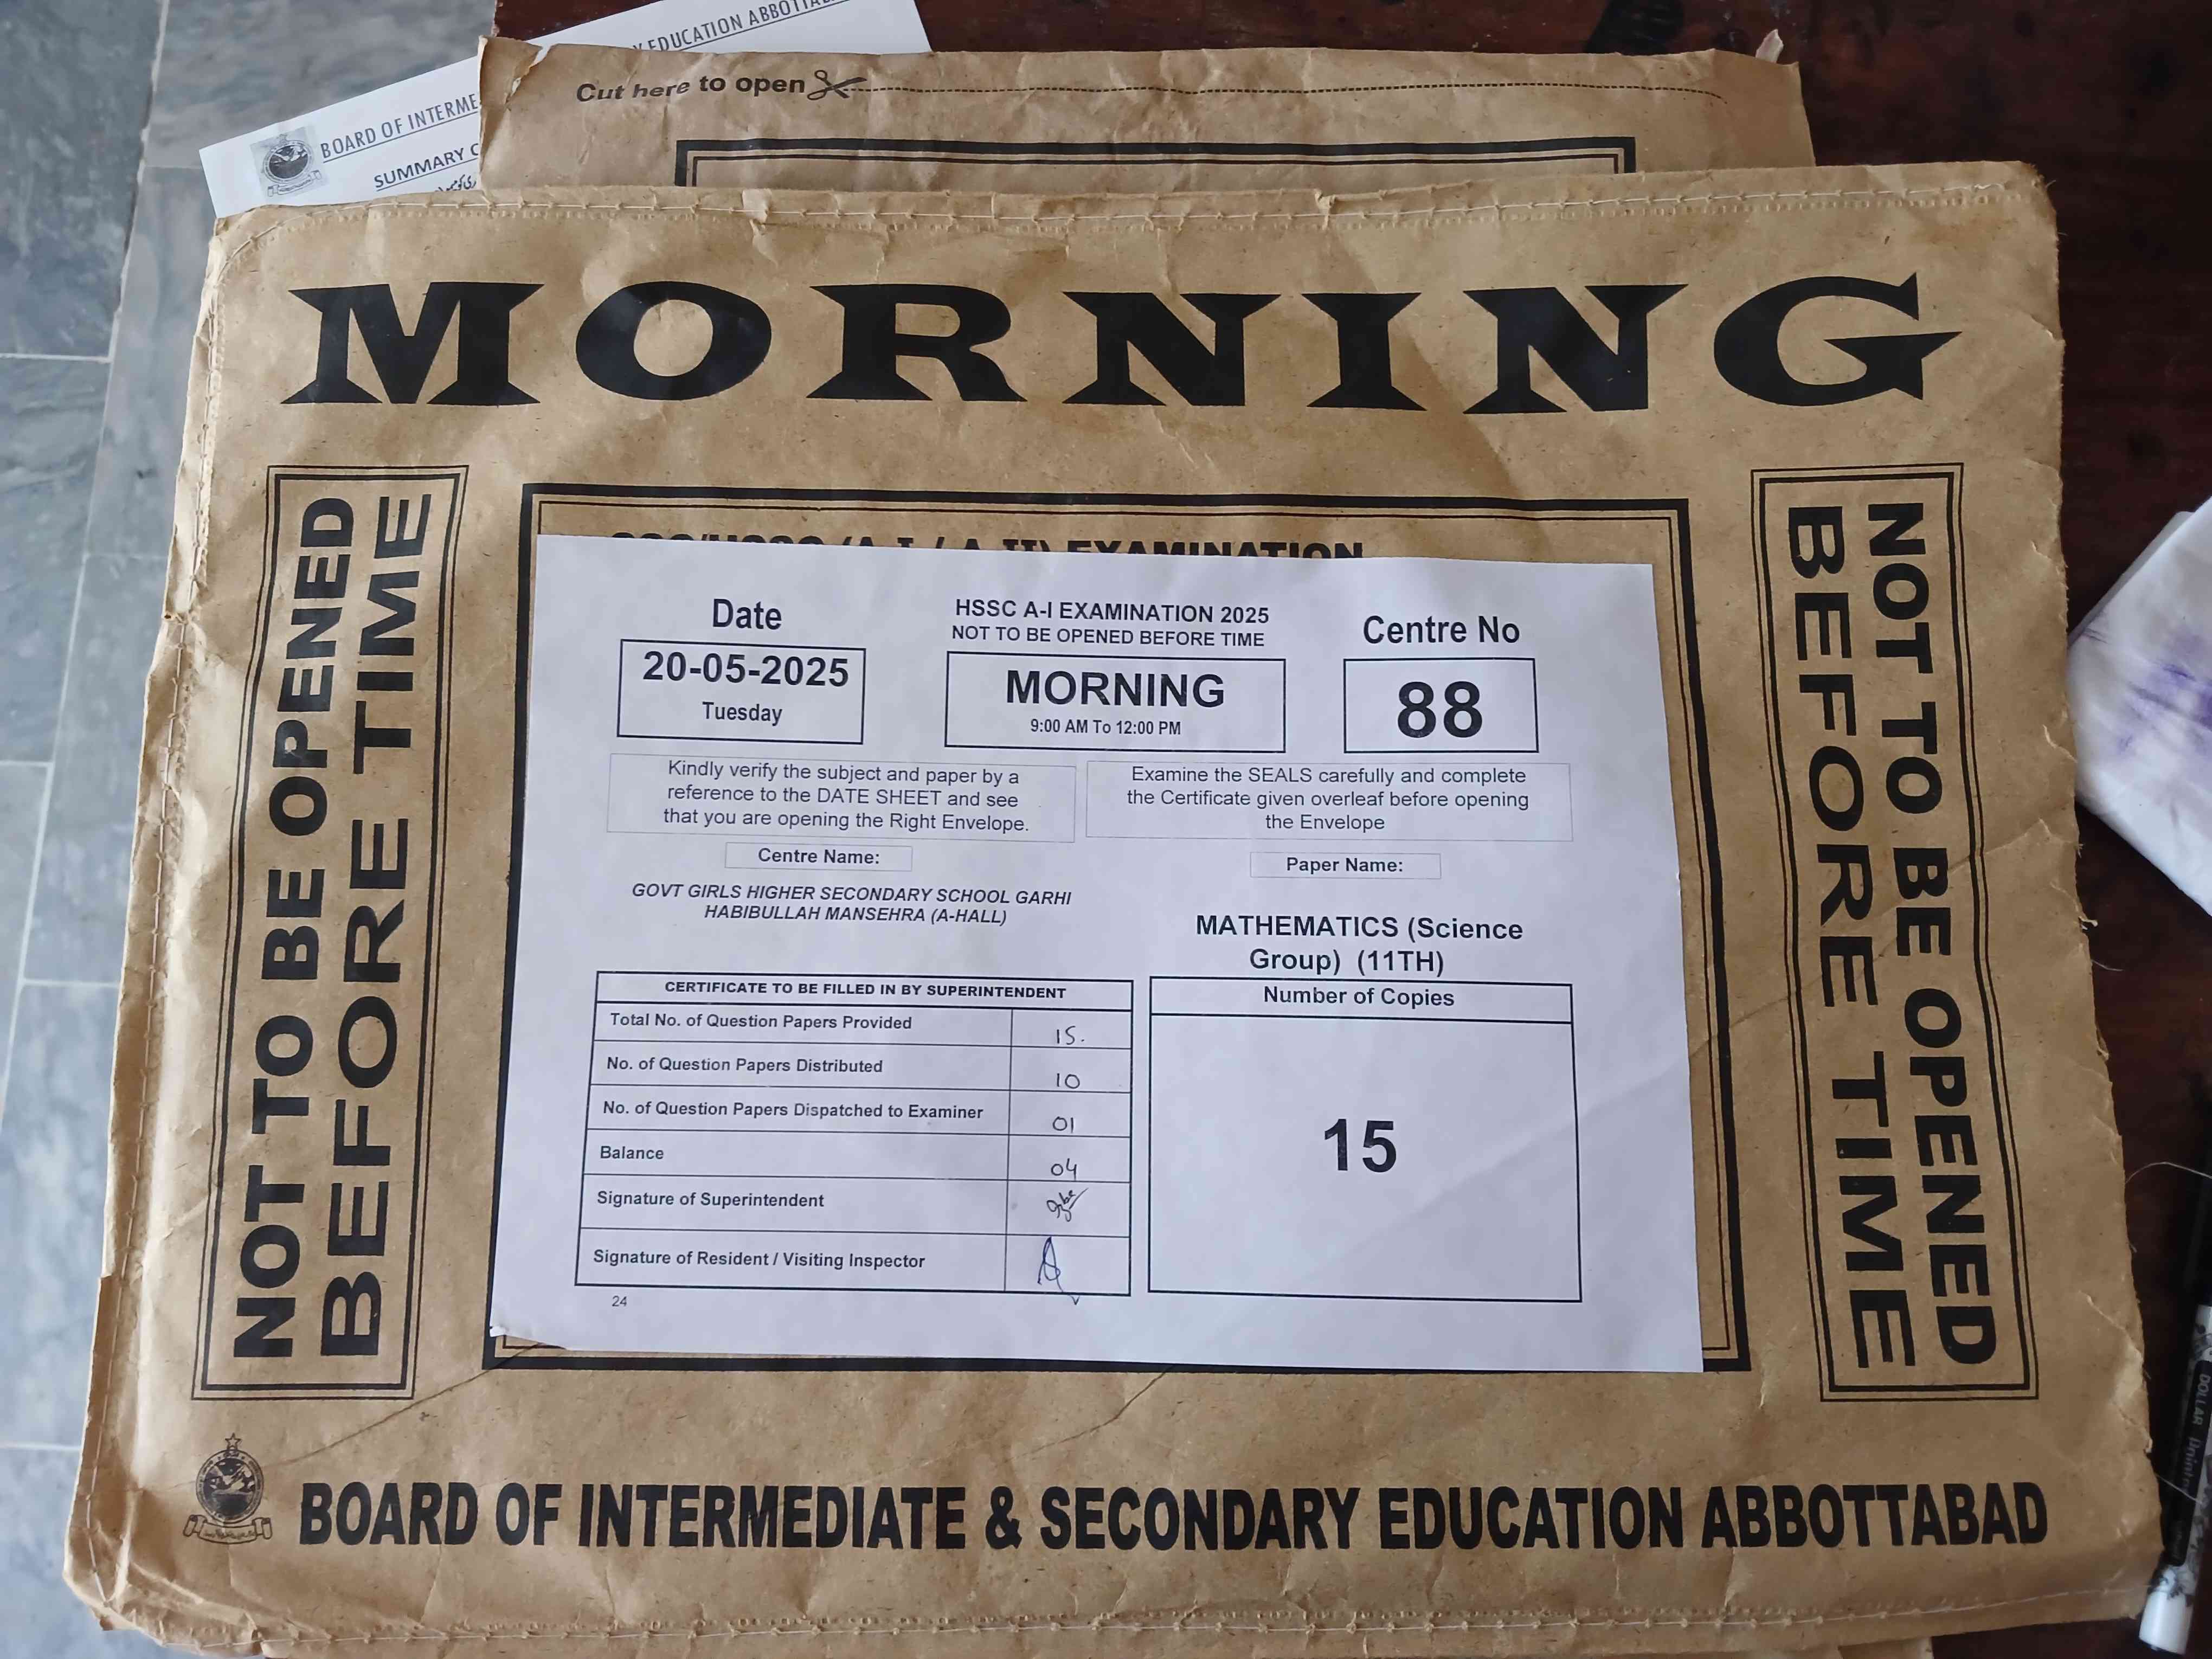 Y EDUCATION ABBOTTA
BOARD OF INTERME
SUMMARY
Cut here to open
MORNING
NOT TO BE OPENED
BEFORE TIME
NOT TO BE OPENED
BEFORE TIME
EXAMINATION
Date
20-05-2025
Tuesday
HSSC A-I EXAMINATION 2025
NOT TO BE OPENED BEFORE TIME
MORNING
9:00 AM To 12:00 PM
Centre No
88
Kindly verify the subject and paper by a
reference to the DATE SHEET and see
that you are opening the Right Envelope.
Examine the SEALS carefully and complete
the Certificate given overleaf before opening
the Envelope
Centre Name:
GOVT GIRLS HIGHER SECONDARY SCHOOL GARHI
HABIBULLAH MANSEHRA (A-HALL)
Paper Name:
MATHEMATICS (Science
Group) (11TH)
CERTIFICATE TO BE FILLED IN BY SUPERINTENDENT
Total No. of Question Papers Provided 15.
No. of Question Papers Distributed 10
No. of Question Papers Dispatched to Examiner 01
Balance 04
Signature of Superintendent
Signature of Resident / Visiting Inspector
Number of Copies
15
24
BOARD OF INTERMEDIATE & SECONDARY EDUCATION ABBOTTABAD
DOLLAR